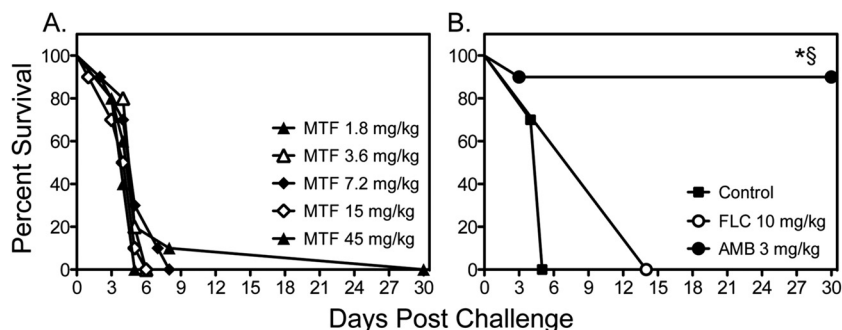 A.
Percent Survival
100
80
60
40
20
0
MTF 1.8 mg/kg
MTF 3.6 mg/kg
MTF 7.2 mg/kg
MTF 15 mg/kg
MTF 45 mg/kg
0 3 6 9 12 15 18 21 24 27 30
B.
100
80
60
40
20
0
*§
Control
FLC 10 mg/kg
AMB 3 mg/kg
0 3 6 9 12 15 18 21 24 27 30
Days Post Challenge